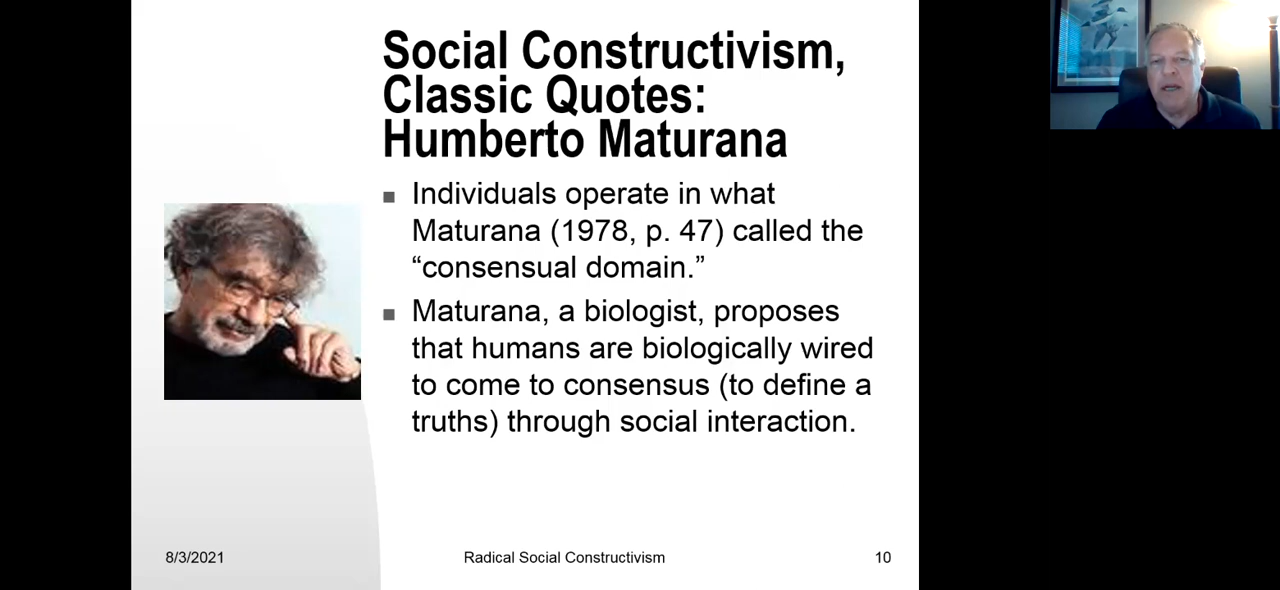 Social Constructivism,
Classic Quotes:
Humberto Maturana
■ Individuals operate in what
Maturana (1978, p. 47) called the
“consensual domain.”
■ Maturana, a biologist, proposes
that humans are biologically wired
to come to consensus (to define a
truths) through social interaction.
8/3/2021
Radical Social Constructivism
10